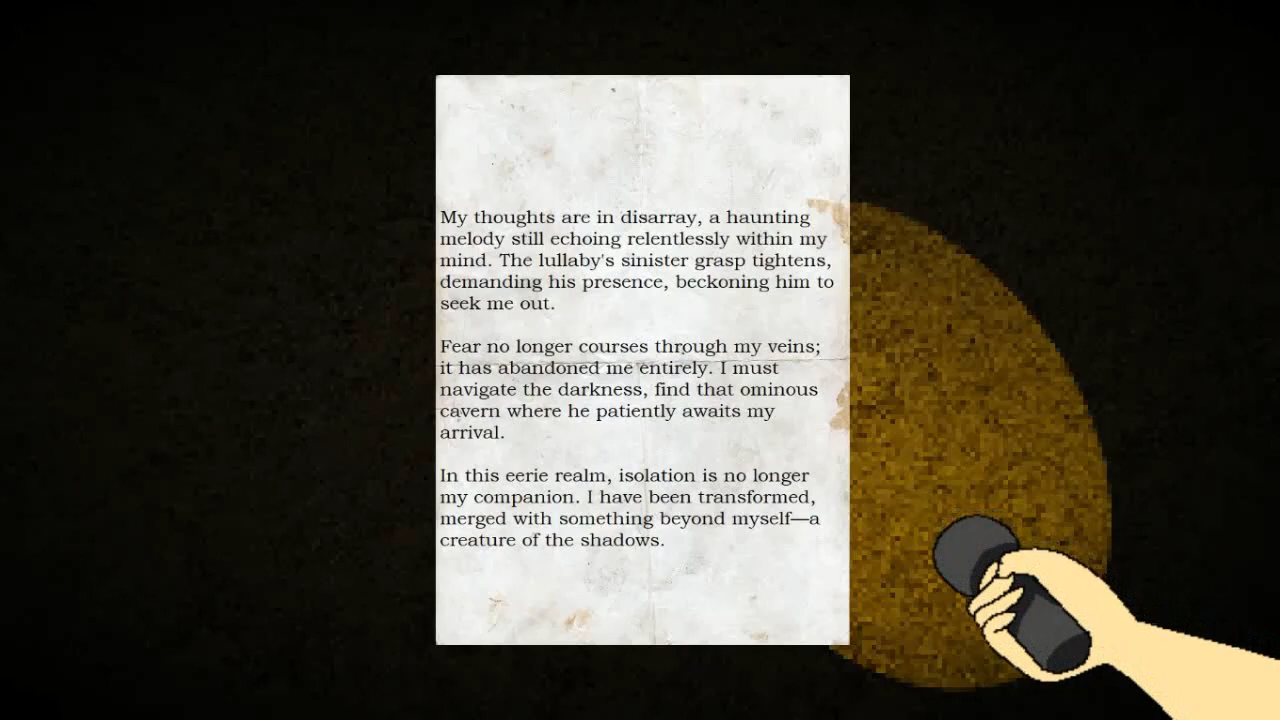 My thoughts are in disarray, a haunting
melody still echoing relentlessly within my
mind. The lullaby's sinister grasp tightens,
demanding his presence, beckoning him to
seek me out.
Fear no longer courses through my veins;
it has abandoned me entirely. I must
navigate the darkness, find that ominous
cavern where he patiently awaits my
arrival.
In this eerie realm, isolation is no longer
my companion. I have been transformed,
merged with something beyond myself—a
creature of the shadows.